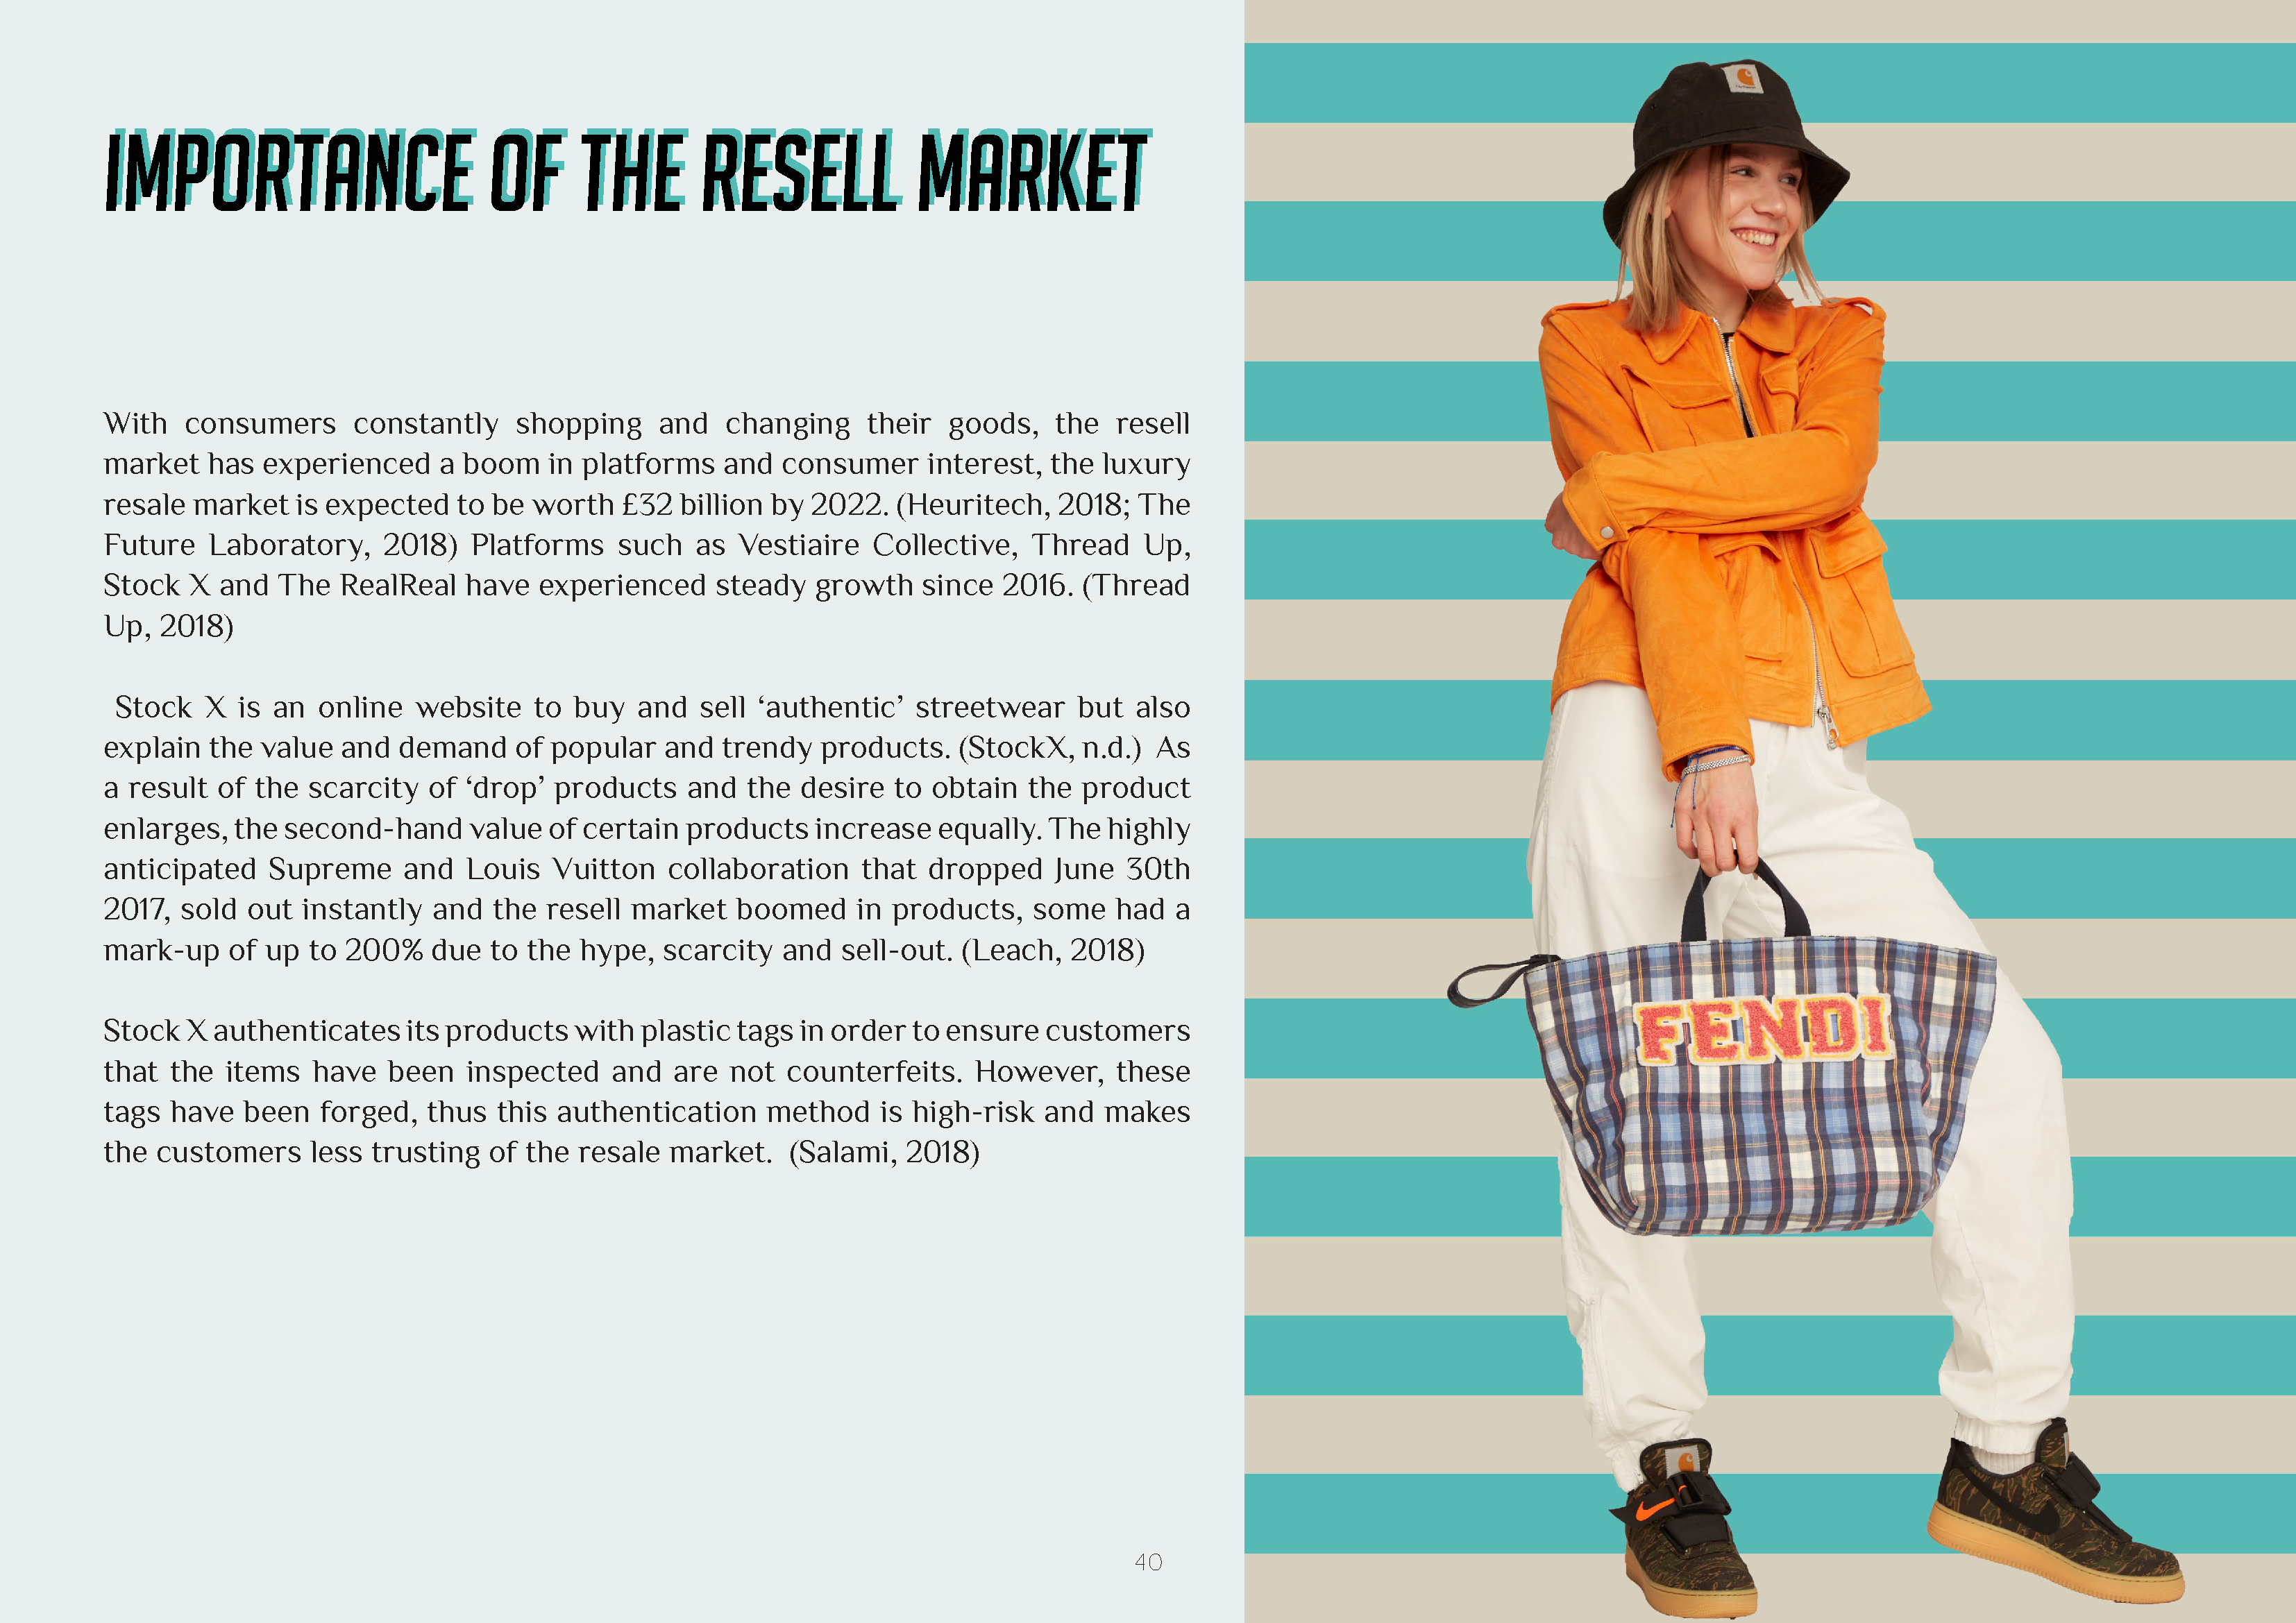 IMPORTANCE OF THE RESELL MARKET
With consumers constantly shopping and changing their goods, the resell
market has experienced a boom in platforms and consumer interest, the luxury
resale market is expected to be worth £32 billion by 2022. (Heuritech, 2018; The
Future Laboratory, 2018) Platforms such as Vestiaire Collective, Thread Up,
Stock X and The RealReal have experienced steady growth since 2016. (Thread
Up, 2018)
Stock X is an online website to buy and sell ‘authentic’ streetwear but also
explain the value and demand of popular and trendy products. (StockX, n.d.) As
a result of the scarcity of ‘drop’ products and the desire to obtain the product
enlarges, the second-hand value of certain products increase equally. The highly
anticipated Supreme and Louis Vuitton collaboration that dropped June 30th
2017, sold out instantly and the resell market boomed in products, some had a
mark-up of up to 200% due to the hype, scarcity and sell-out. (Leach, 2018)
Stock X authenticates its products with plastic tags in order to ensure customers
that the items have been inspected and are not counterfeits. However, these
tags have been forged, thus this authentication method is high-risk and makes
the customers less trusting of the resale market. (Salami, 2018)
40
FENDI